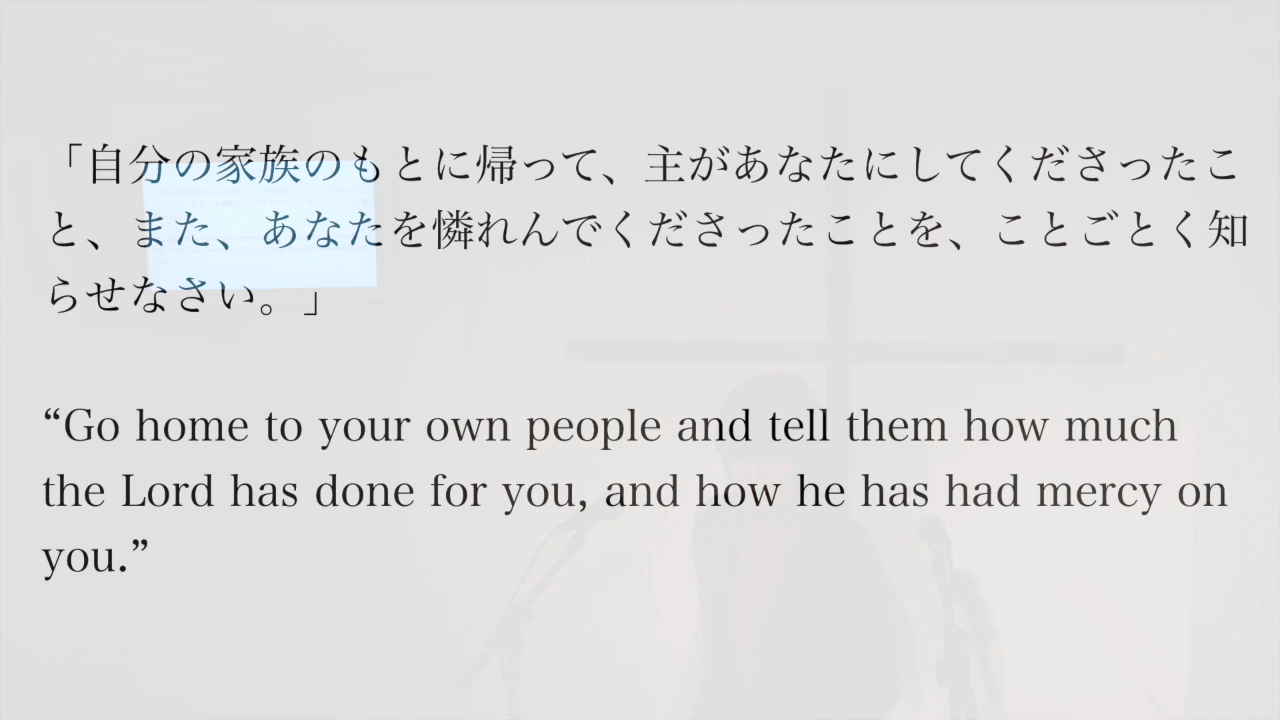 「自分の家族のもとに帰って、主があなたにしてくださったこ
と、また、あなたを憐れんでくださったことを、ことごとく知
らせなさい。」
“Go home to your own people and tell them how much
the Lord has done for you, and how he has had mercy on
you.”